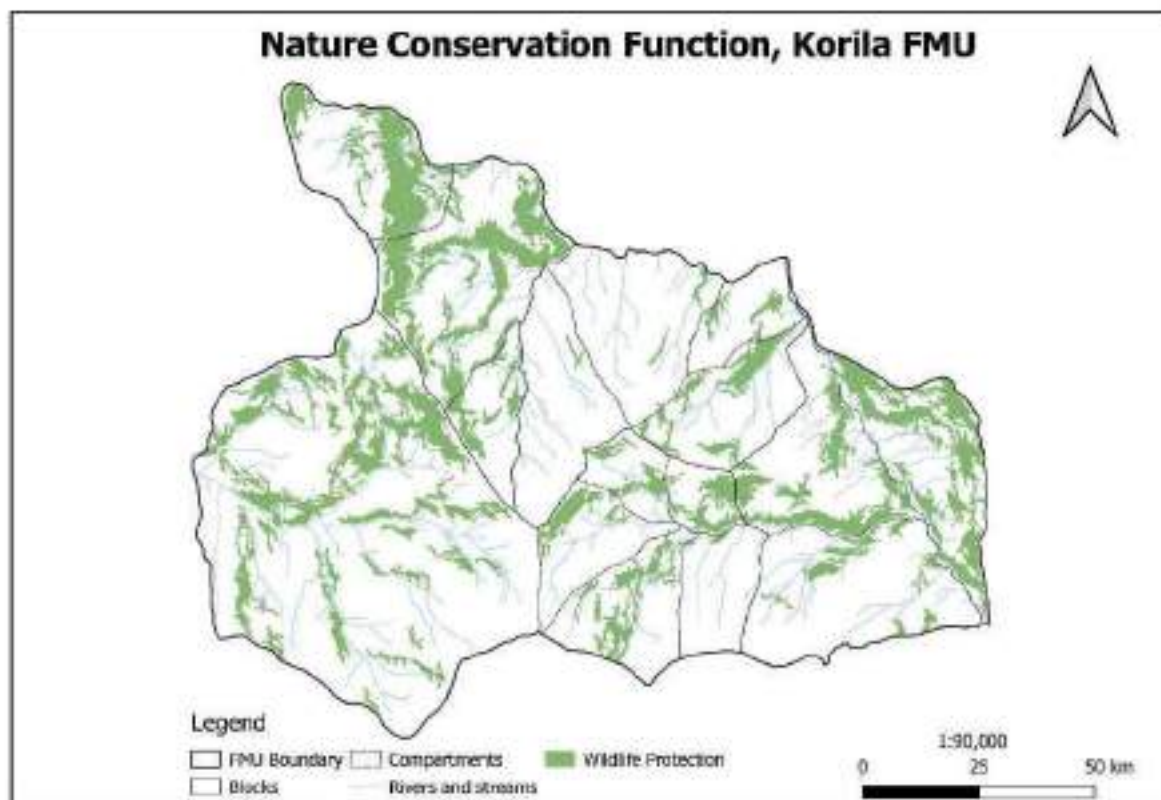 Nature Conservation Function, Korila FMU
Legend
FMU Boundary
Compartments
Wildlife Protection
Blocks
Rivers and streams
1:90,000
0 25 50 km